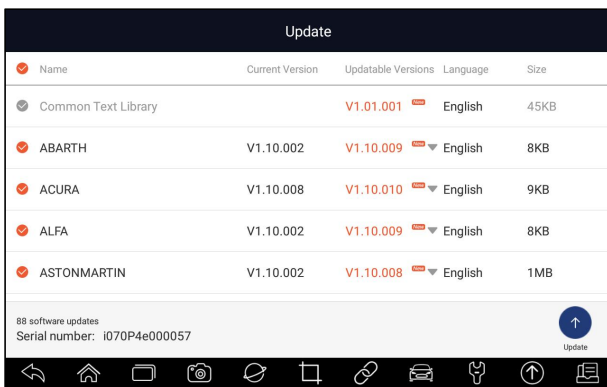 Update
Name Current Version Updatable Versions Language Size
Common Text Library V1.01.001 New English 45KB
ABARTH V1.10.002 V1.10.009 New English 8KB
ACURA V1.10.008 V1.10.010 New English 9KB
ALFA V1.10.002 V1.10.009 New English 8KB
ASTONMARTIN V1.10.002 V1.10.008 New English 1MB
88 software updates
Serial number: i070P4e000057
Update